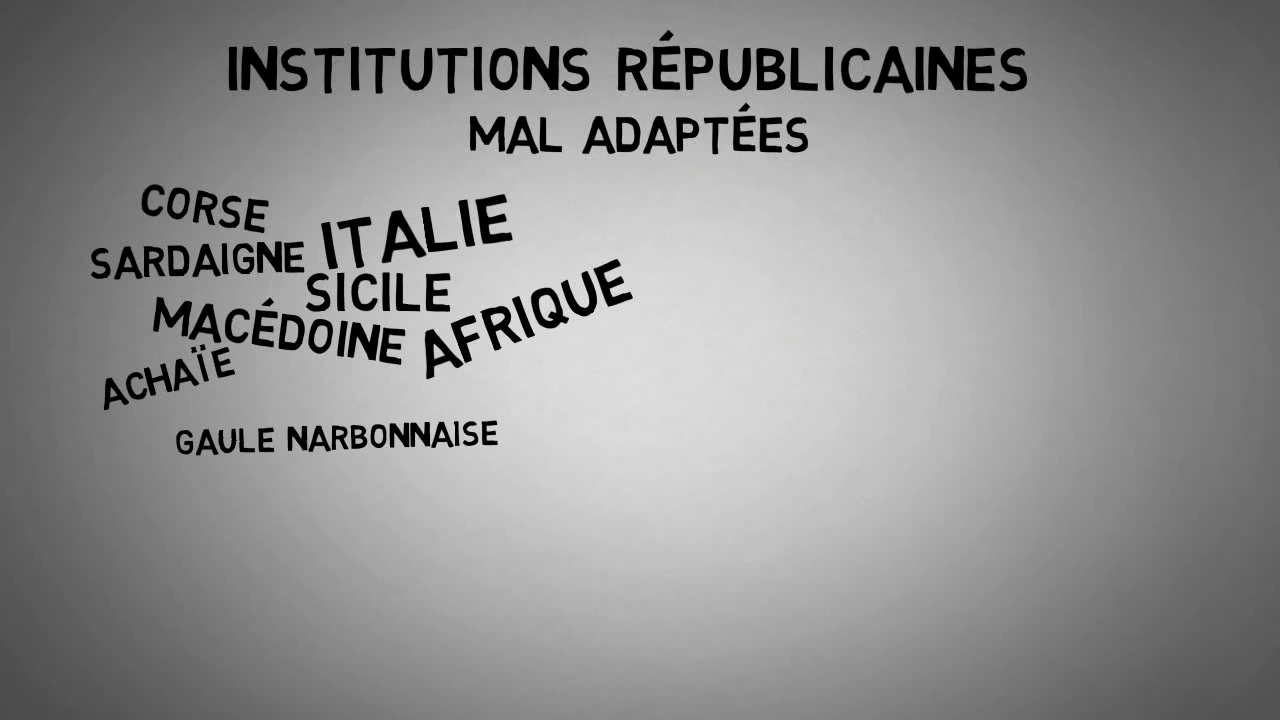 INSTITUTIONS RÉPUBLICAINES
MAL ADAPTÉES
CORSE
ITALIE
SARDAIGNE
SICILE
MACÉDOINE
AFRIQUE
ACHAÏE
GAULE NARBONNAISE